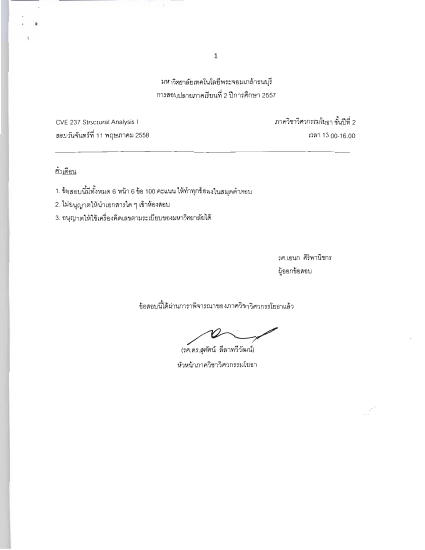 1
มหาวิทยาลัยเทคโนโลยีพระจอมเกล้าธนบุรี
การสอบปลายภาคเรียนที่ 2 ปีการศึกษา 2557
CVE 237 Structural Analysis I ภาควิชาวิศวกรรมโยธา ชั้นปีที่ 2
สอบวันจันทร์ที่ 11 พฤษภาคม 2558 เวลา 13.00-16.00
คำเตือน
1. ข้อสอบนี้มีทั้งหมด 6 หน้า 6 ข้อ 100 คะแนน ให้ทำทุกข้อลงในสมุดคำตอบ
2. ไม่อนุญาตให้นำเอกสารใด ๆ เข้าห้องสอบ
3. อนุญาตให้ใช้เครื่องคิดเลขตามระเบียบของมหาวิทยาลัยได้
รศ.เอนก ศิริพานิชกร
ผู้ออกข้อสอบ
ข้อสอบนี้ได้ผ่านการพิจารณาของภาควิชาวิศวกรรมโยธาแล้ว
(รศ.ดร.สุทัศน์ ลีลาทวีวัฒน์)
หัวหน้าภาควิชาวิศวกรรมโยธา